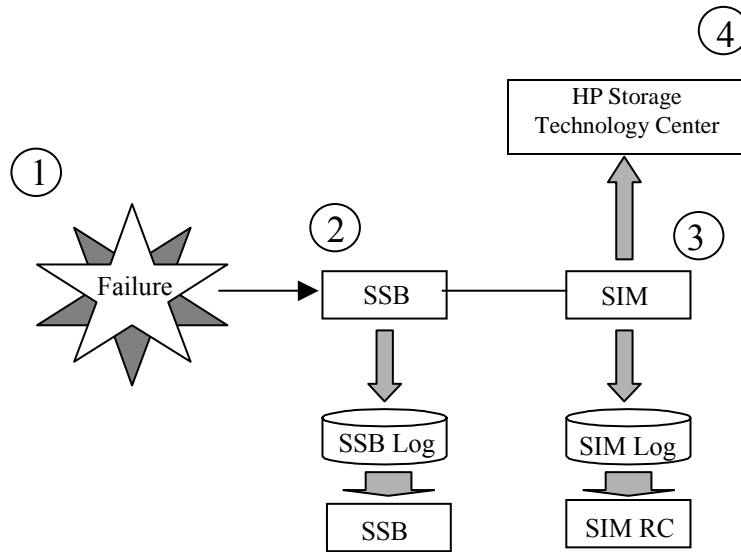 4
HP Storage
Technology Center
1
2
3
Failure
SSB
SIM
SSB Log
SIM Log
SSB
SIM RC